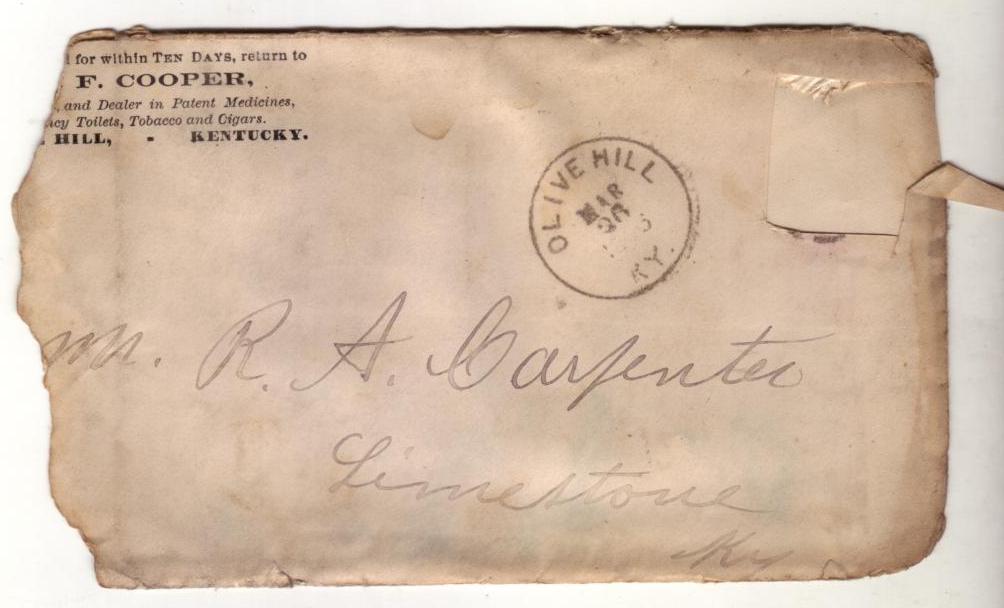 for within TEN DAYS, return to
F. COOPER,
, and Dealer in Patent Medicines,
Toilets, Tobacco and Cigars.
HILL, - KENTUCKY.
OLIVE HILL
MAR
26
KY.
Mr. R. A. Carpenter
Limestone
Ky